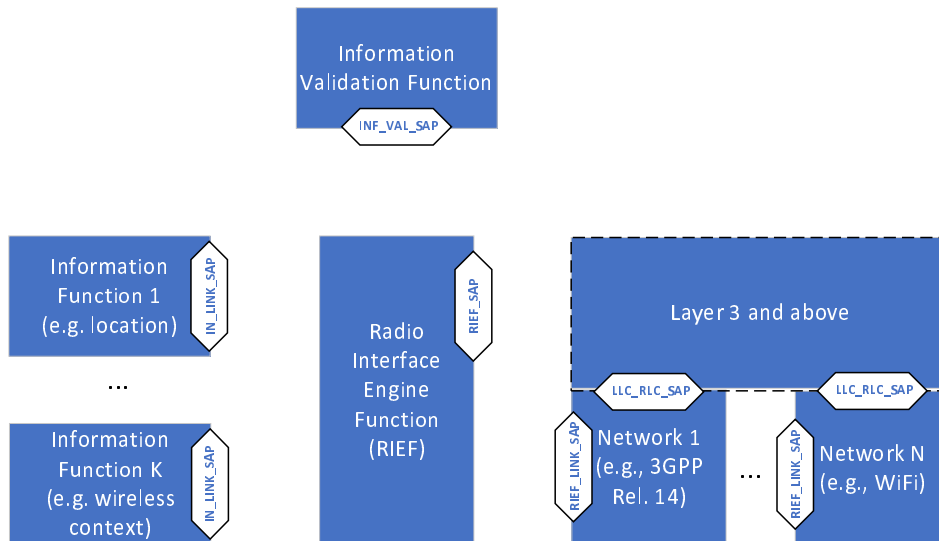 Information
Validation Function
INF_VAL_SAP
Information
Function 1
(e.g. location)
IN_LINK_SAP
...
Information
Function K
(e.g. wireless
context)
IN_LINK_SAP
Radio
Interface
Engine
Function
(RIEF)
RIEF_SAP
Layer 3 and above
LLC_RLC_SAP
LLC_RLC_SAP
RIEF_LINK_SAP
Network 1
(e.g., 3GPP
Rel. 14)
...
RIEF_LINK_SAP
Network N
(e.g., WiFi)